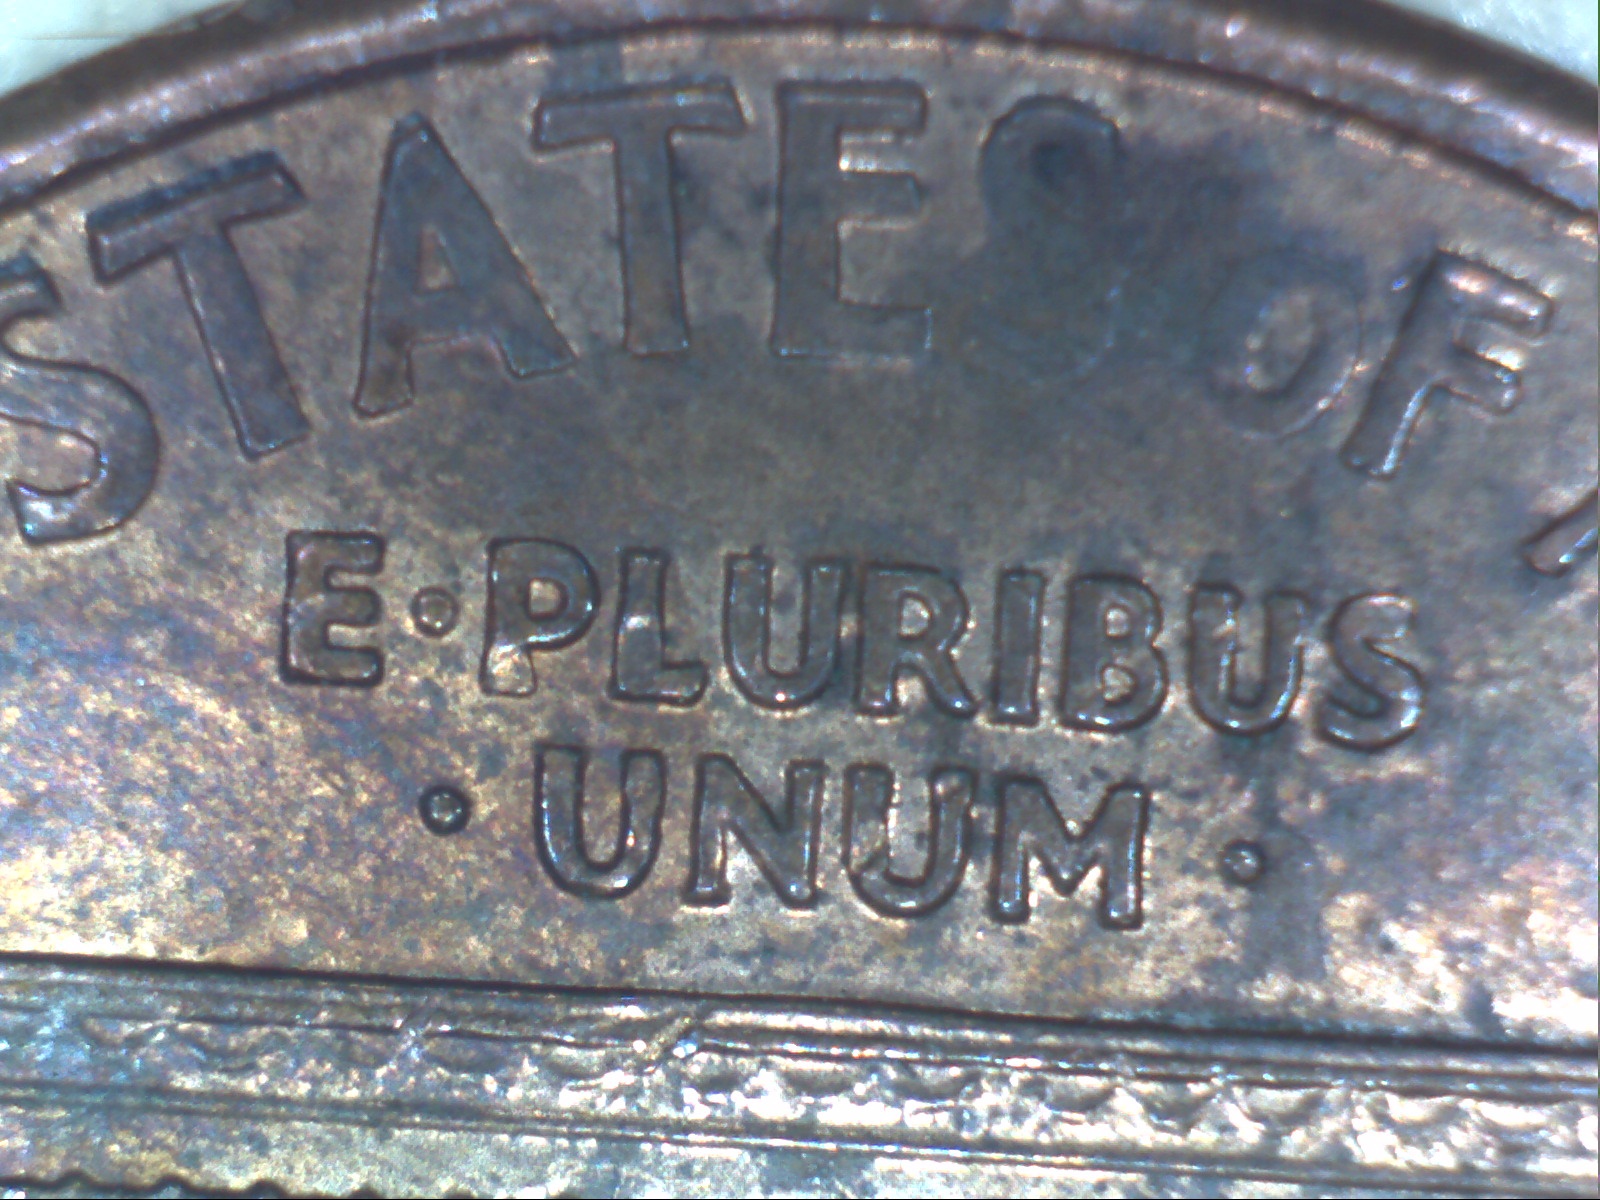 STATES OF
E·PLURIBUS
·UNUM·